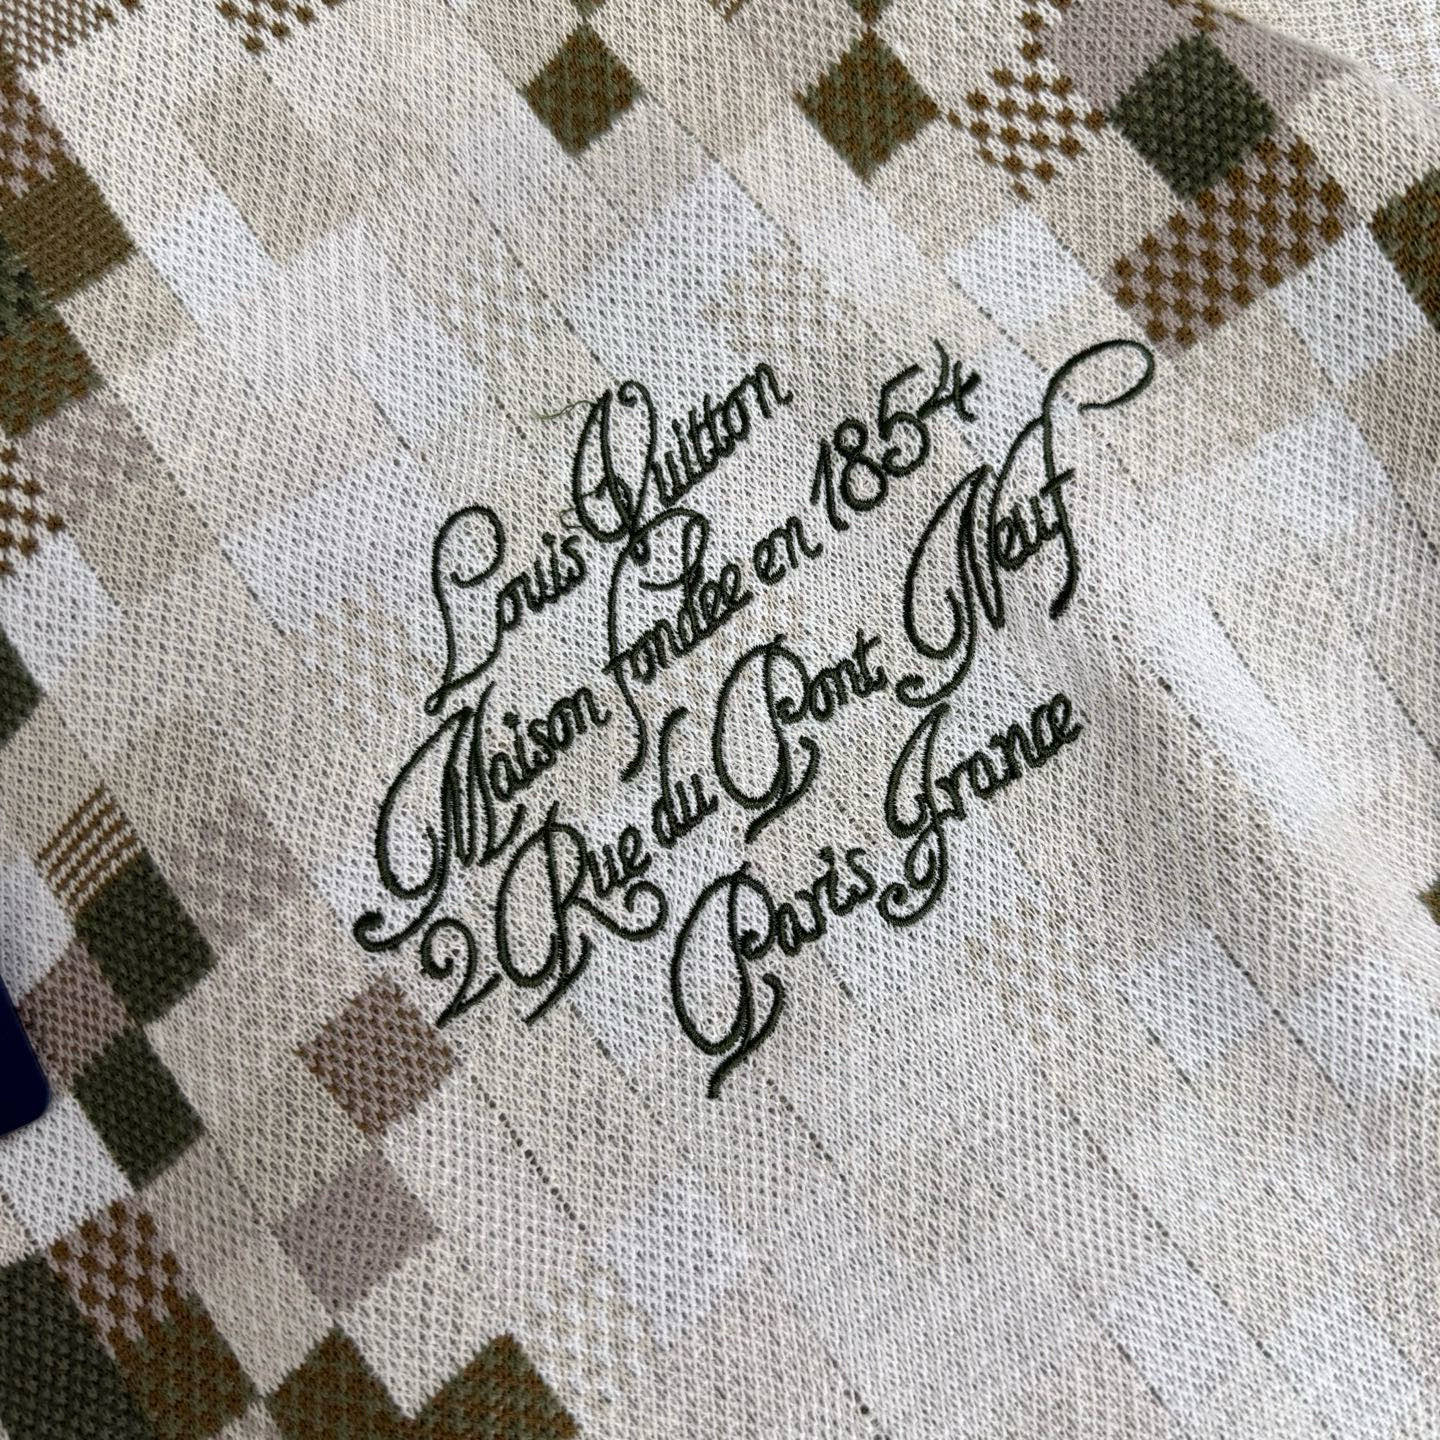 Louis Vuitton
Maison fondée en 1854
2 Rue du Pont Neuf
Paris France